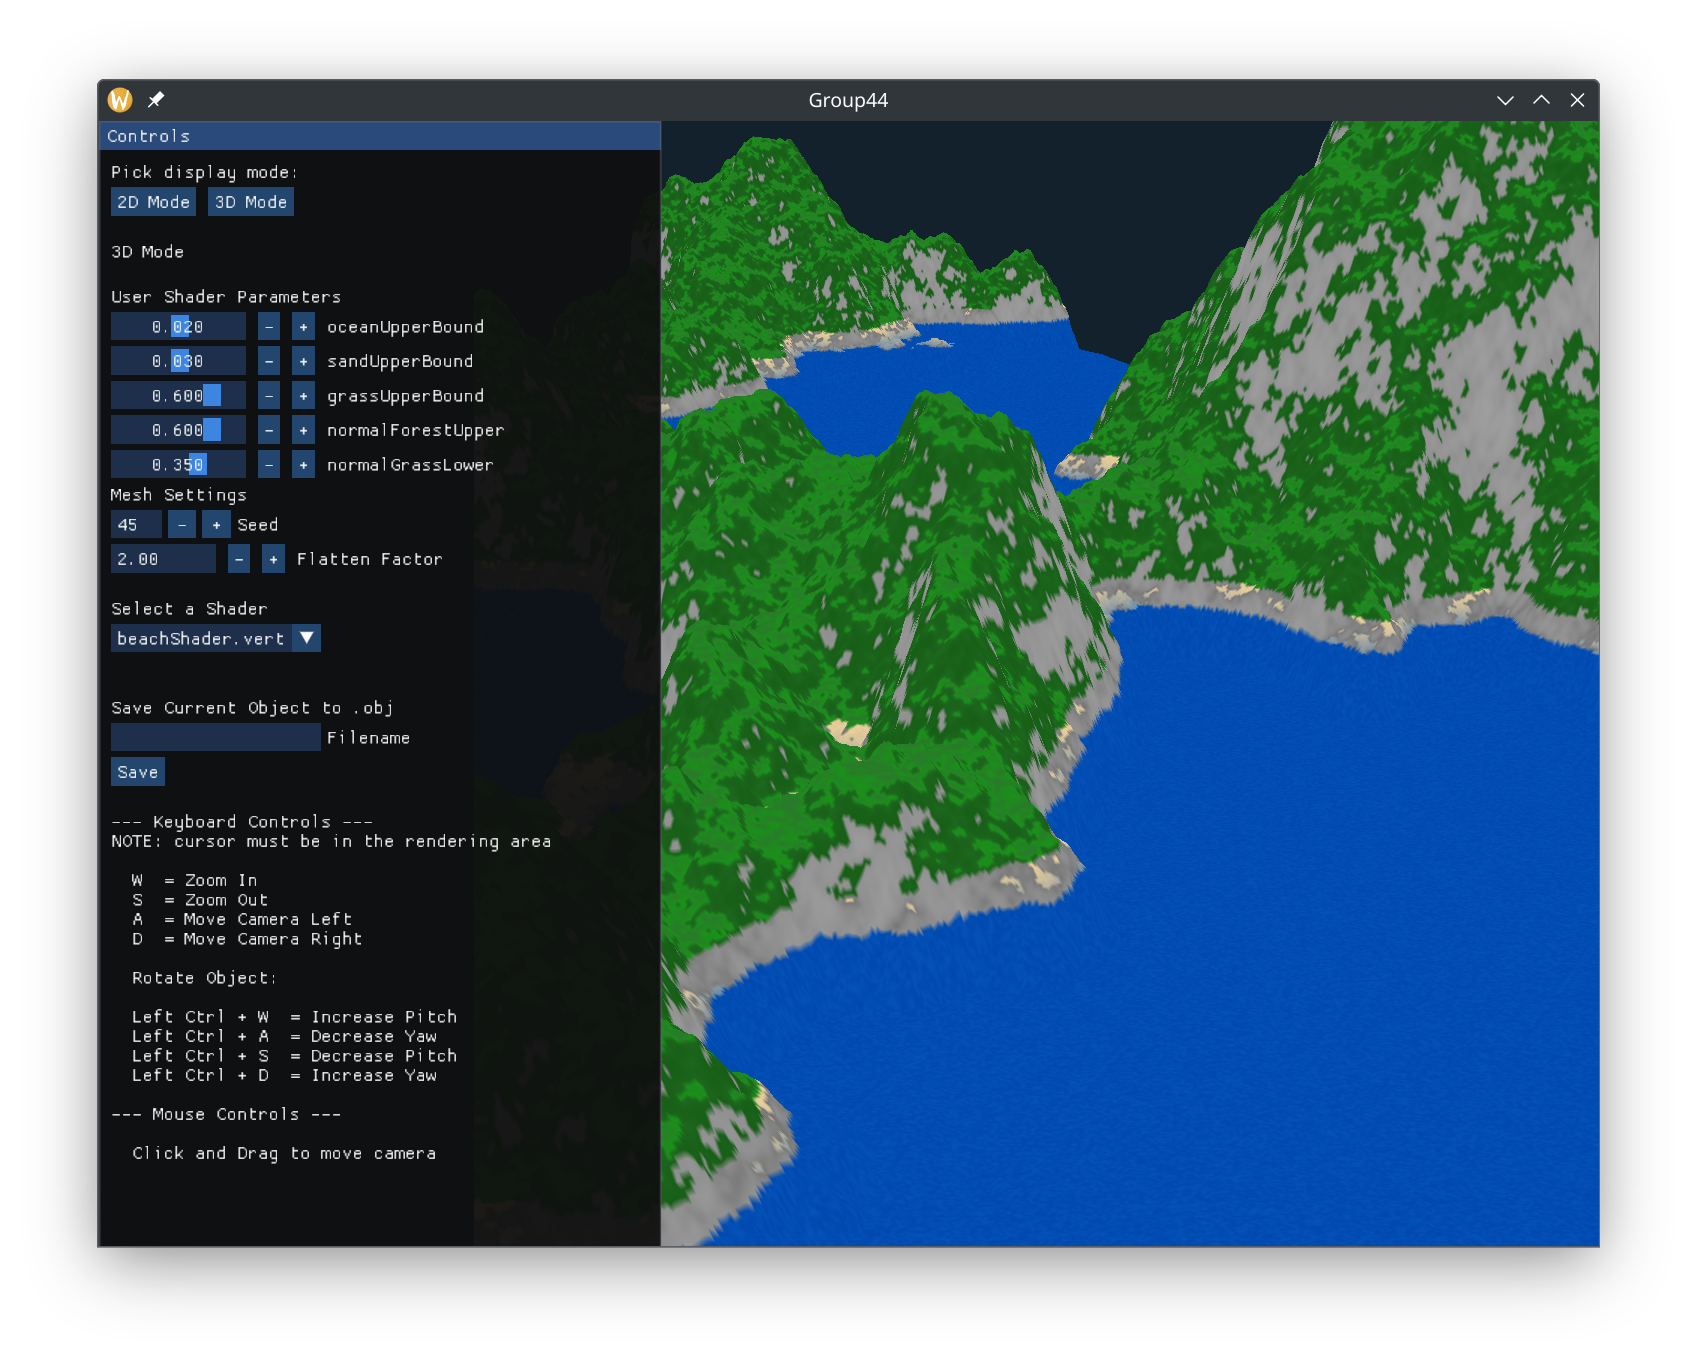 W
Group44
Controls
Pick display mode:
2D Mode 3D Mode
3D Mode
User Shader Parameters
0.020 - + oceanUpperBound
0.030 - + sandUpperBound
0.600 - + grassUpperBound
0.600 - + normalForestUpper
0.350 - + normalGrassLower
Mesh Settings
45 - + Seed
2.00 - + Flatten Factor
Select a Shader
beachShader.vert
Save Current Object to .obj
Filename
Save
--- Keyboard Controls ---
NOTE: cursor must be in the rendering area
W = Zoom In
S = Zoom Out
A = Move Camera Left
D = Move Camera Right
Rotate Object:
Left Ctrl + W = Increase Pitch
Left Ctrl + A = Decrease Yaw
Left Ctrl + S = Decrease Pitch
Left Ctrl + D = Increase Yaw
--- Mouse Controls ---
Click and Drag to move camera